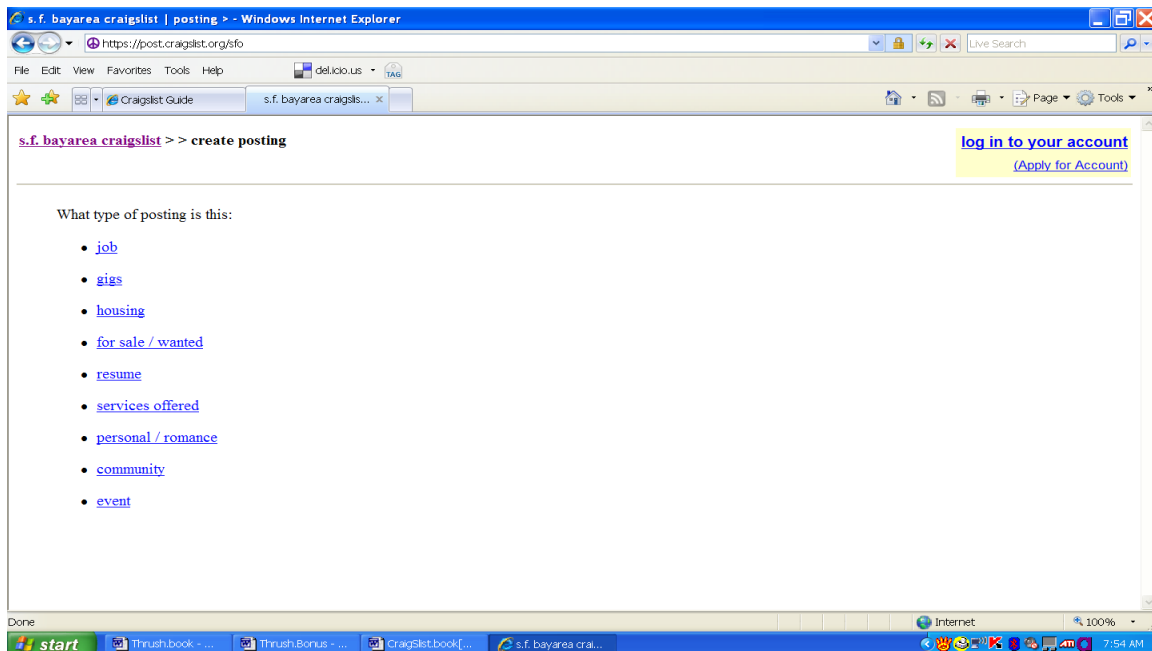 s.f. bayarea craigslist | posting > - Windows Internet Explorer
https://post.craigslist.org/sfo
Live Search
File Edit View Favorites Tools Help
del.icio.us
TAG
Craigslist Guide
s.f. bayarea craigslis...
Page
Tools
s.f. bayarea craigslist > > create posting
log in to your account
(Apply for Account)
What type of posting is this:
job
gigs
housing
for sale / wanted
resume
services offered
personal / romance
community
event
Done
Internet
100%
start
Thrush.book - ...
Thrush.Bonus - ...
CraigSlist.book[...
s.f. bayarea crai...
7:54 AM